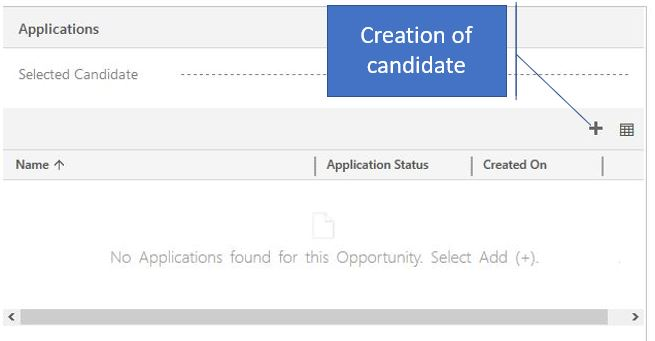 Applications
Creation of
candidate
Selected Candidate
Name
Application Status
Created On
No Applications found for this Opportunity. Select Add (+).